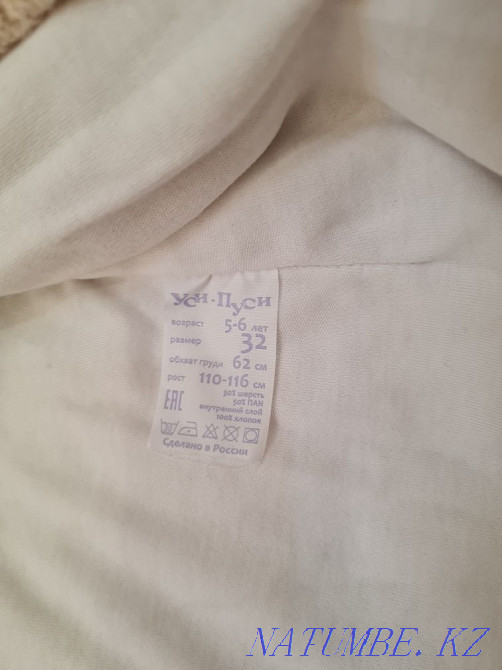 Уси-Пуси
возраст 5-6 лет
размер 32
обхват груди 62 см
рост 110-116 см
50% шерсть
50% ПАН
внутренний слой
100% хлопок
EAC
Сделано в России
NATUMBE.KZ